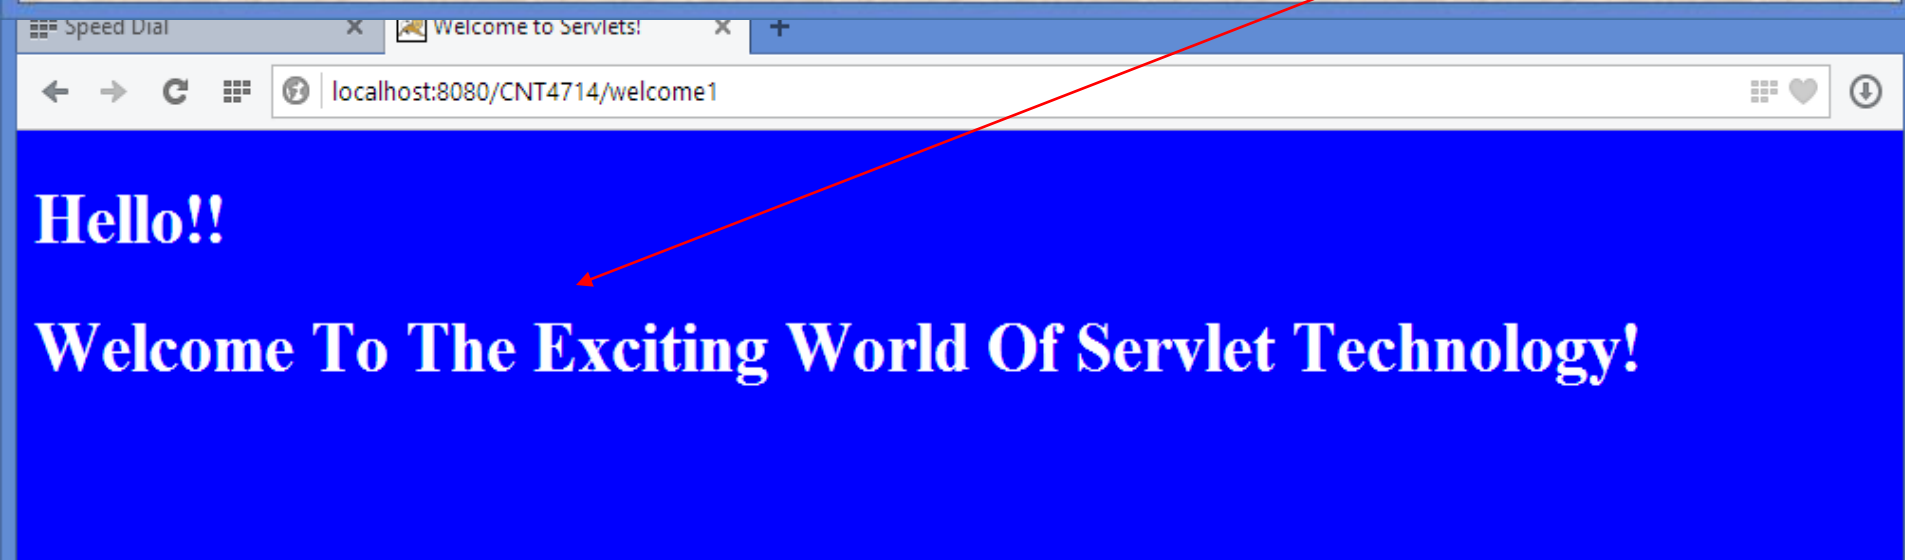 Speed Dial
Welcome to Servlets!
localhost:8080/CNT4714/welcome1
Hello!!
Welcome To The Exciting World Of Servlet Technology!